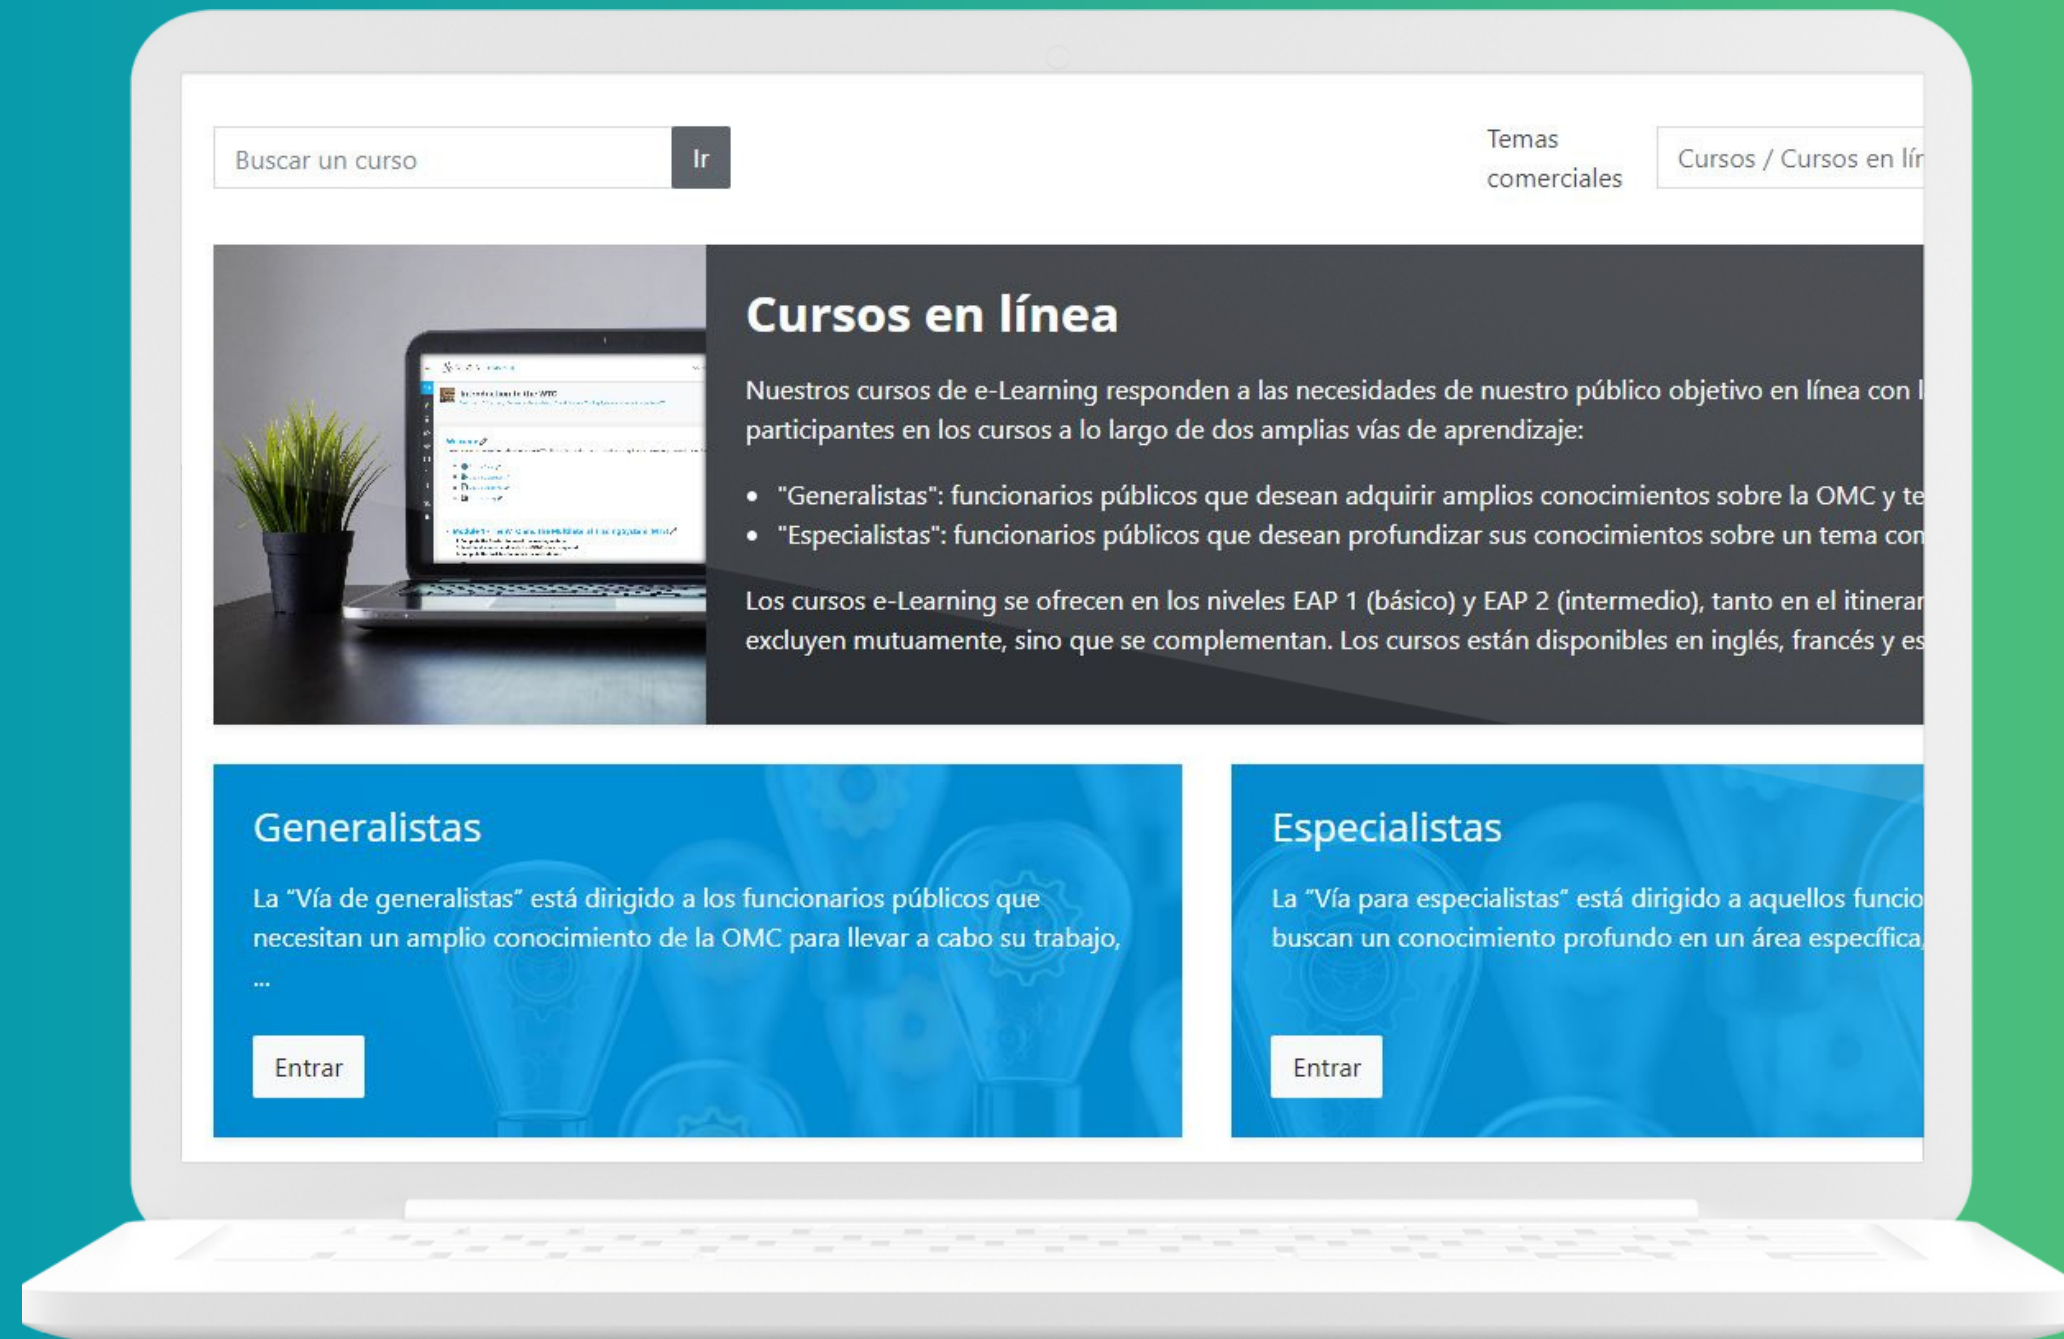 Buscar un curso
Ir
Temas
comerciales
Cursos / Cursos en lín
Cursos en línea
Nuestros cursos de e-Learning responden a las necesidades de nuestro público objetivo en línea con l
participantes en los cursos a lo largo de dos amplias vías de aprendizaje:
• "Generalistas": funcionarios públicos que desean adquirir amplios conocimientos sobre la OMC y te
• "Especialistas": funcionarios públicos que desean profundizar sus conocimientos sobre un tema com
Los cursos e-Learning se ofrecen en los niveles EAP 1 (básico) y EAP 2 (intermedio), tanto en el itinerar
excluyen mutuamente, sino que se complementan. Los cursos están disponibles en inglés, francés y es
Introduction to the WTO
Welcome
Generalistas
La “Vía de generalistas” está dirigido a los funcionarios públicos que
necesitan un amplio conocimiento de la OMC para llevar a cabo su trabajo,
...
Entrar
Especialistas
La “Vía para especialistas” está dirigido a aquellos funcio
buscan un conocimiento profundo en un área específica,
Entrar